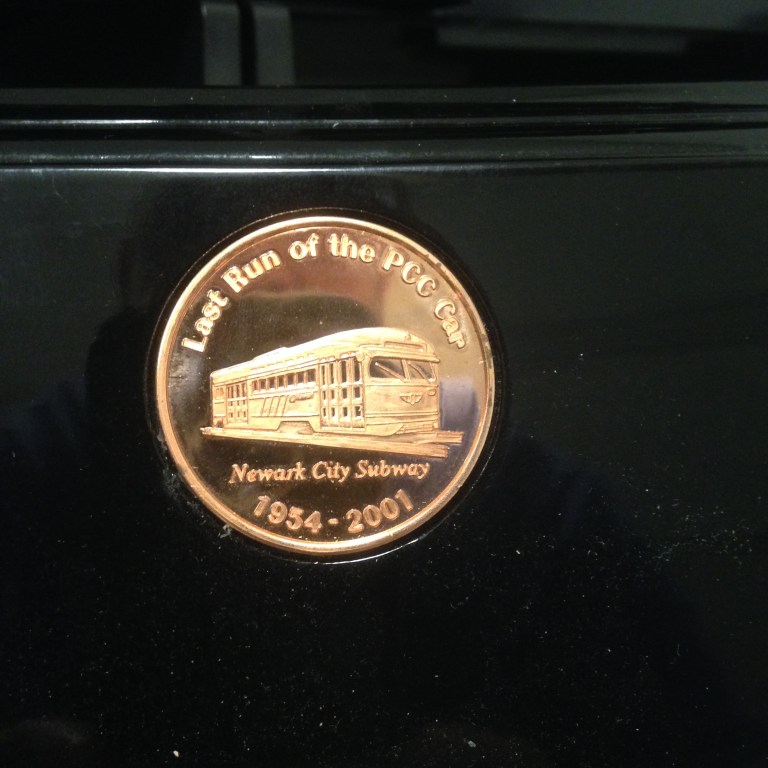 Last Run of the PCC Car
Newark City Subway
1954 - 2001